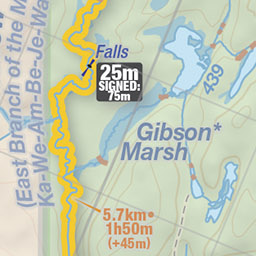 Falls
25m
SIGNED:
75m
439
Gibson*
Marsh
(East Branch of the
Ka-We-Am-Be-Je-Wa
5.7km•
1h50m
(+45m)